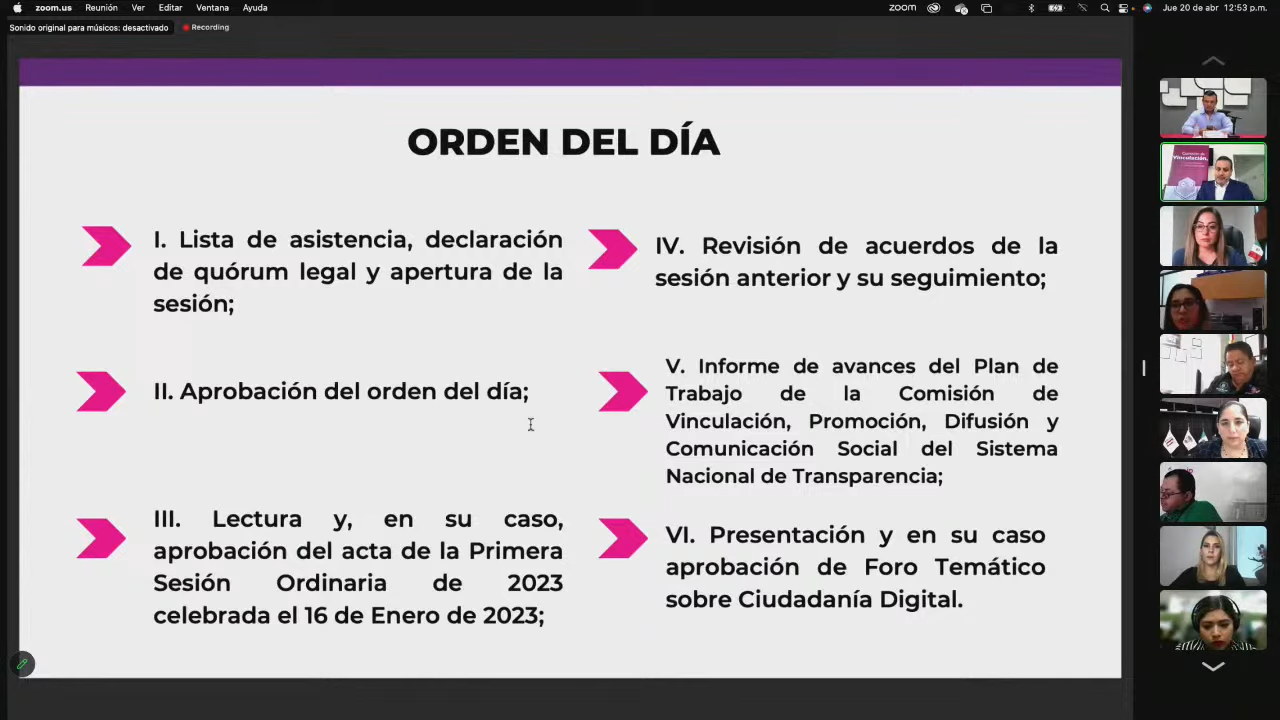 zoom.us Reunión Ver Editar Ventana Ayuda
zoom
Jue 20 de abr 12:53 p.m.
Sonido original para músicos: desactivado
Recording
ORDEN DEL DÍA
I. Lista de asistencia, declaración
de quórum legal y apertura de la
sesión;
II. Aprobación del orden del día;
III. Lectura y, en su caso,
aprobación del acta de la Primera
Sesión Ordinaria de 2023
celebrada el 16 de Enero de 2023;
IV. Revisión de acuerdos de la
sesión anterior y su seguimiento;
V. Informe de avances del Plan de
Trabajo de la Comisión de
Vinculación, Promoción, Difusión y
Comunicación Social del Sistema
Nacional de Transparencia;
VI. Presentación y en su caso
aprobación de Foro Temático
sobre Ciudadanía Digital.
Comisión de
Vinculación,